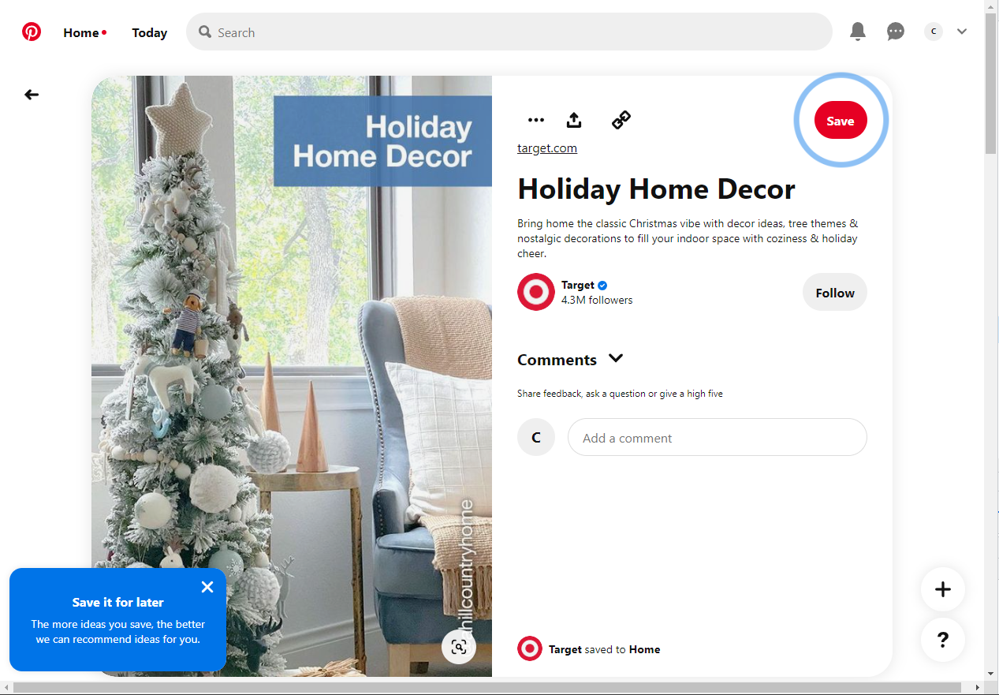 Home
Today
Search
C
Holiday
Home Decor
Save
target.com
Holiday Home Decor
Bring home the classic Christmas vibe with decor ideas, tree themes &
nostalgic decorations to fill your indoor space with coziness & holiday
cheer.
Target
4.3M followers
Follow
Comments
Share feedback, ask a question or give a high five
C
Add a comment
Save it for later
The more ideas you save, the better
we can recommend ideas for you.
Target saved to Home
?